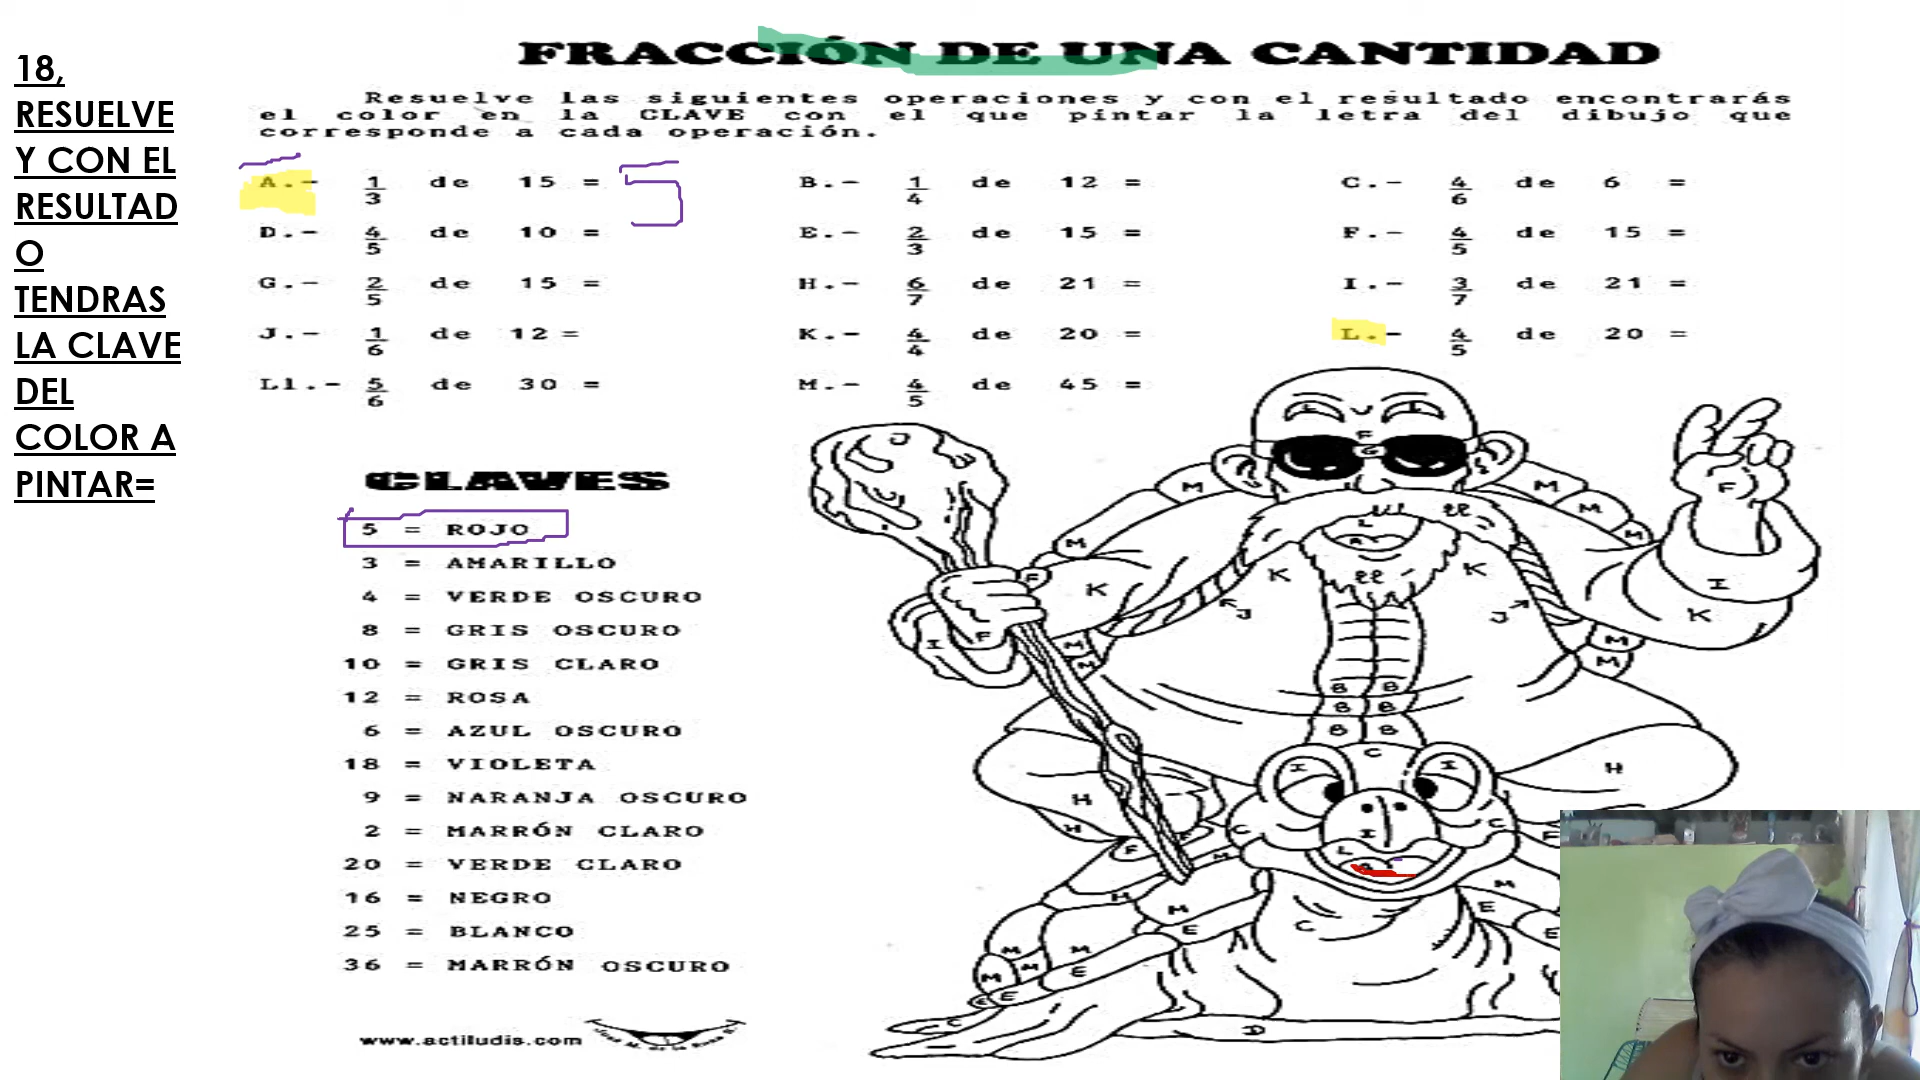 18,
RESUELVE
Y CON EL
RESULTAD
O
TENDRAS
LA CLAVE
DEL
COLOR A
PINTAR=
FRACCIÓN DE UNA CANTIDAD
Resuelve las siguientes operaciones y con el resultado encontrarás
el color en la CLAVE con el que pintar la letra del dibujo que
corresponde a cada operación.
A.- 1/3 de 15 = 5 B.- 1/4 de 12 = C.- 4/6 de 6 =
D.- 4/5 de 10 = E.- 2/3 de 15 = F.- 4/5 de 15 =
G.- 2/5 de 15 = H.- 6/7 de 21 = I.- 3/7 de 21 =
J.- 1/6 de 12 = K.- 4/4 de 20 = L.- 4/5 de 20 =
Ll.- 5/6 de 30 = M.- 4/5 de 45 =
CLAVES
5 = ROJO
3 = AMARILLO
4 = VERDE OSCURO
8 = GRIS OSCURO
10 = GRIS CLARO
12 = ROSA
6 = AZUL OSCURO
18 = VIOLETA
9 = NARANJA OSCURO
2 = MARRÓN CLARO
20 = VERDE CLARO
16 = NEGRO
25 = BLANCO
36 = MARRÓN OSCURO
www.actiludis.com